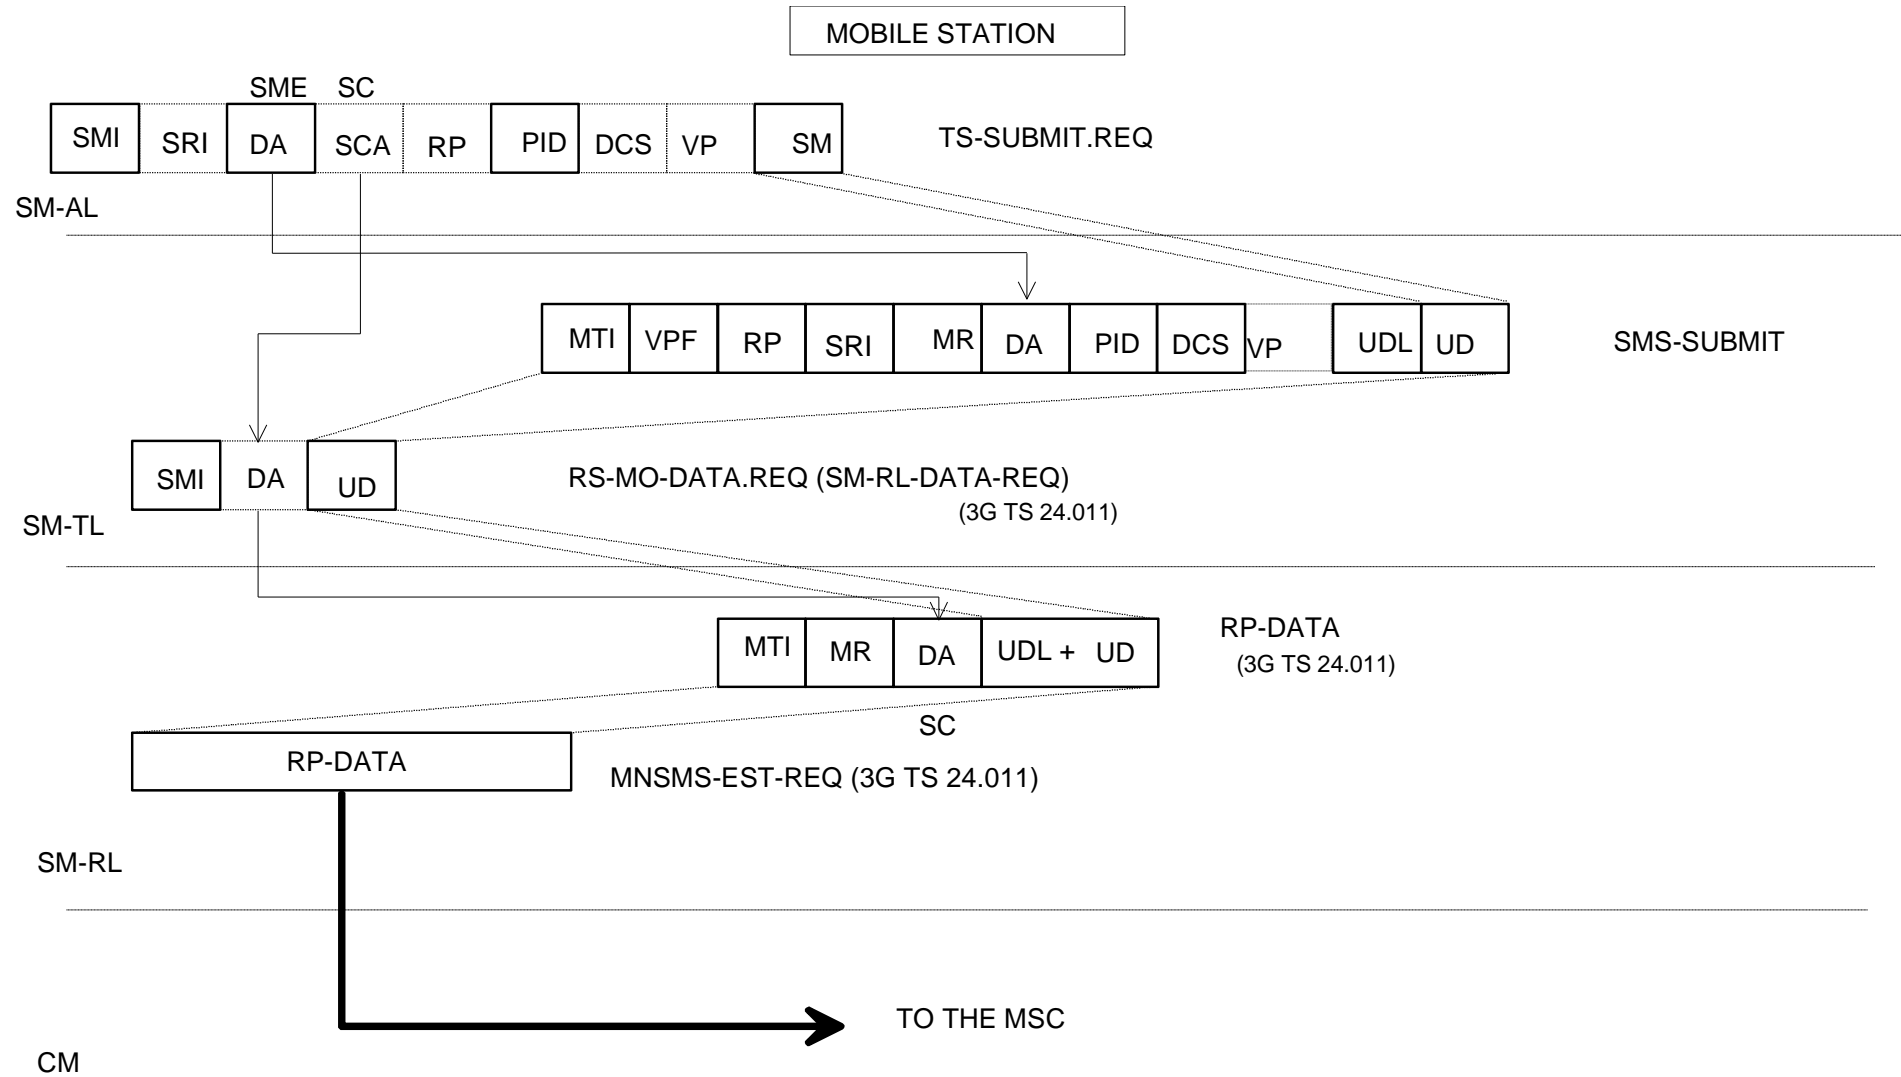 MOBILE STATION
SME SC
SMI SRI DA SCA RP PID DCS VP SM TS-SUBMIT.REQ
SM-AL
MTI VPF RP SRI MR DA PID DCS VP UDL UD SMS-SUBMIT
SMI DA UD RS-MO-DATA.REQ (SM-RL-DATA-REQ)
(3G TS 24.011)
SM-TL
MTI MR DA UDL + UD RP-DATA
(3G TS 24.011)
SC
RP-DATA MNSMS-EST-REQ (3G TS 24.011)
SM-RL
TO THE MSC
CM